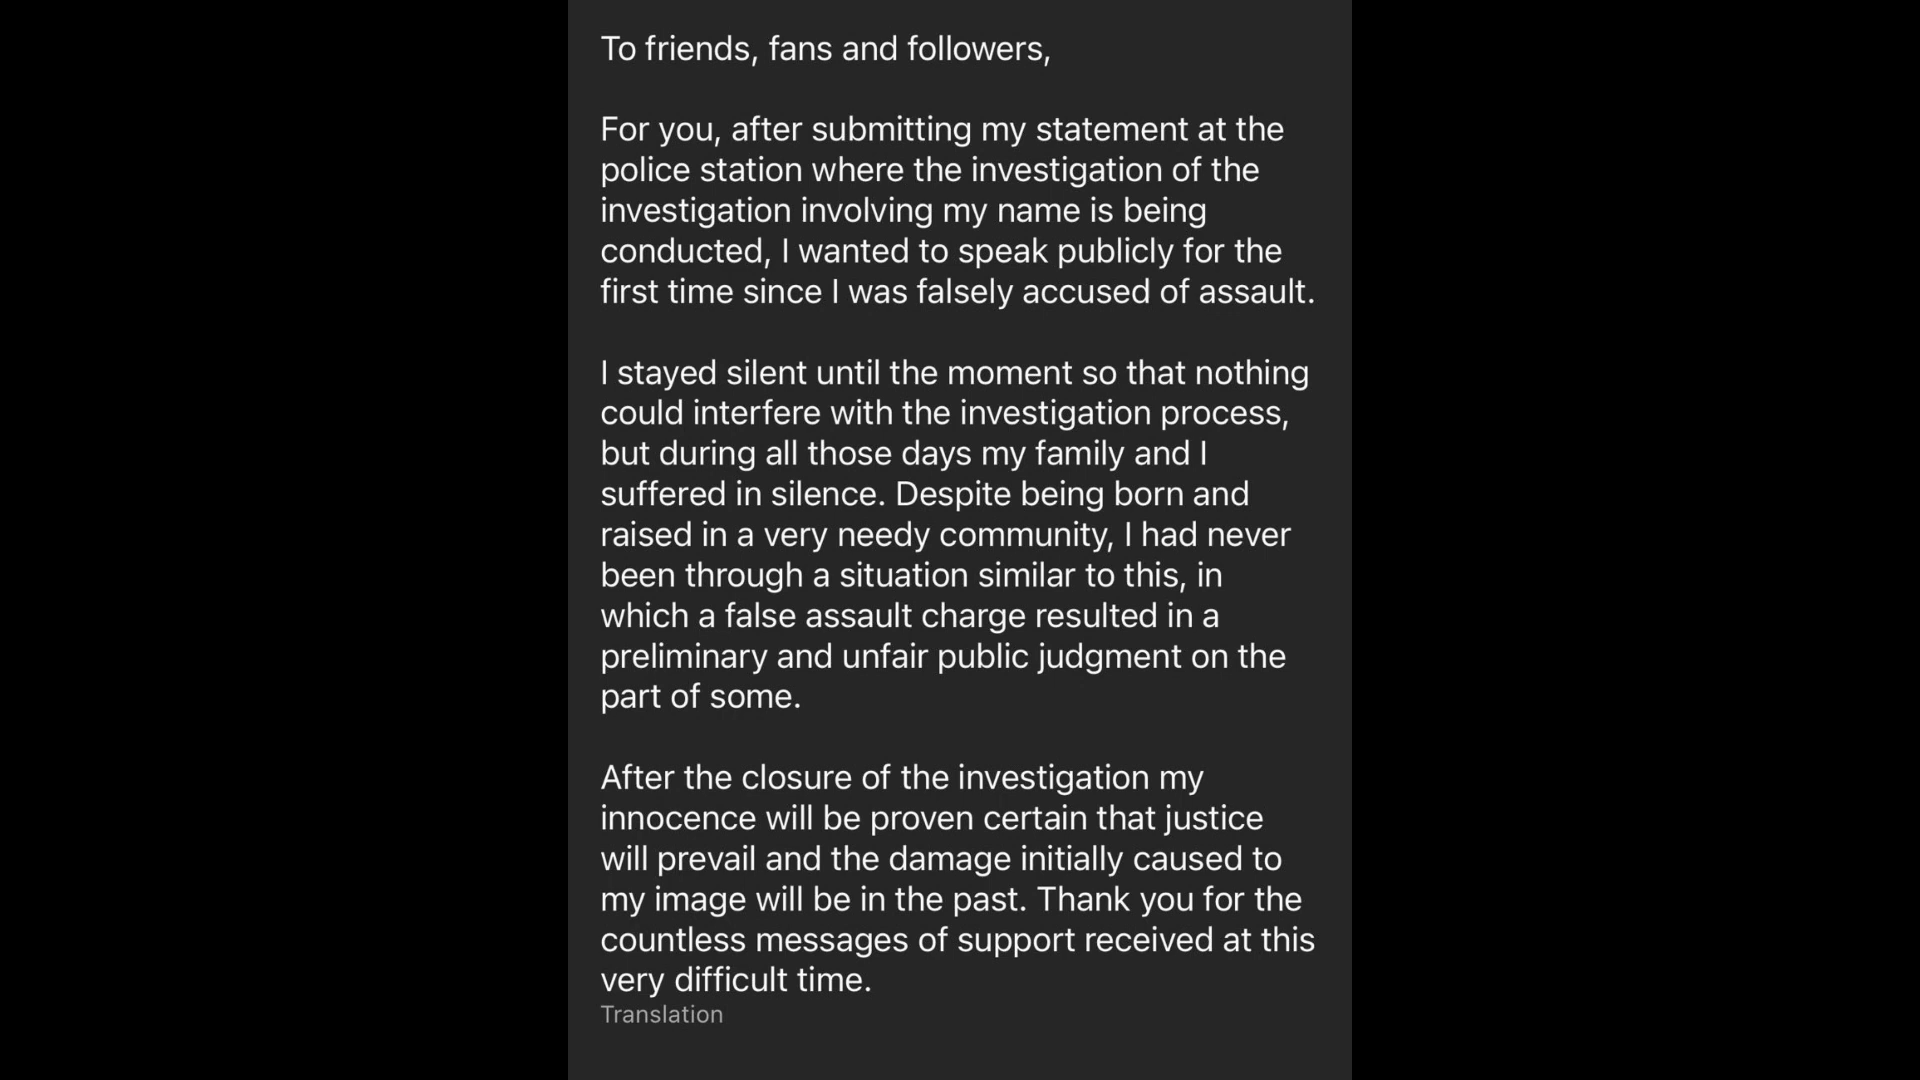 To friends, fans and followers,
For you, after submitting my statement at the
police station where the investigation of the
investigation involving my name is being
conducted, I wanted to speak publicly for the
first time since I was falsely accused of assault.
I stayed silent until the moment so that nothing
could interfere with the investigation process,
but during all those days my family and I
suffered in silence. Despite being born and
raised in a very needy community, I had never
been through a situation similar to this, in
which a false assault charge resulted in a
preliminary and unfair public judgment on the
part of some.
After the closure of the investigation my
innocence will be proven certain that justice
will prevail and the damage initially caused to
my image will be in the past. Thank you for the
countless messages of support received at this
very difficult time.
Translation